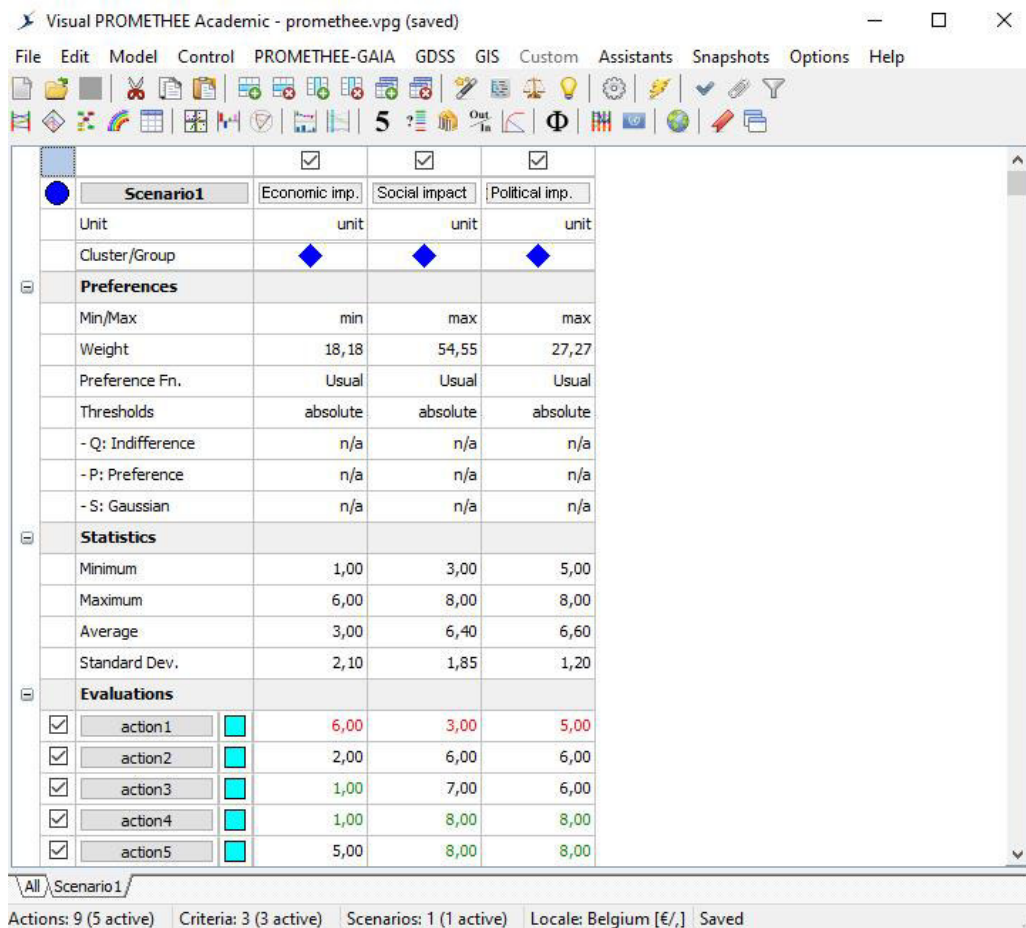 Visual PROMETHEE Academic - promethee.vpg (saved)
File Edit Model Control PROMETHEE-GAIA GDSS GIS Custom Assistants Snapshots Options Help
5 Out In Φ
Scenario1 Economic imp. Social impact Political imp.
Unit unit unit unit
Cluster/Group
Preferences
Min/Max min max max
Weight 18,18 54,55 27,27
Preference Fn. Usual Usual Usual
Thresholds absolute absolute absolute
- Q: Indifference n/a n/a n/a
- P: Preference n/a n/a n/a
- S: Gaussian n/a n/a n/a
Statistics
Minimum 1,00 3,00 5,00
Maximum 6,00 8,00 8,00
Average 3,00 6,40 6,60
Standard Dev. 2,10 1,85 1,20
Evaluations
action1 6,00 3,00 5,00
action2 2,00 6,00 6,00
action3 1,00 7,00 6,00
action4 1,00 8,00 8,00
action5 5,00 8,00 8,00
All Scenario1
Actions: 9 (5 active) Criteria: 3 (3 active) Scenarios: 1 (1 active) Locale: Belgium [€/,] Saved